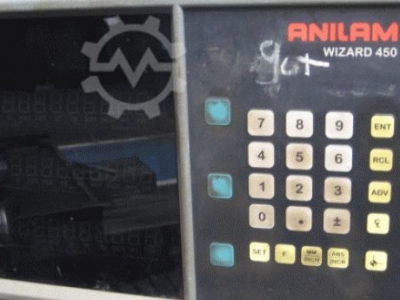 ANILAM
WIZARD 450
gut
7 8 9 ENT
4 5 6 RCL
1 2 3 ADV
0 • ±
SET F MM/INCH ABS/INCR